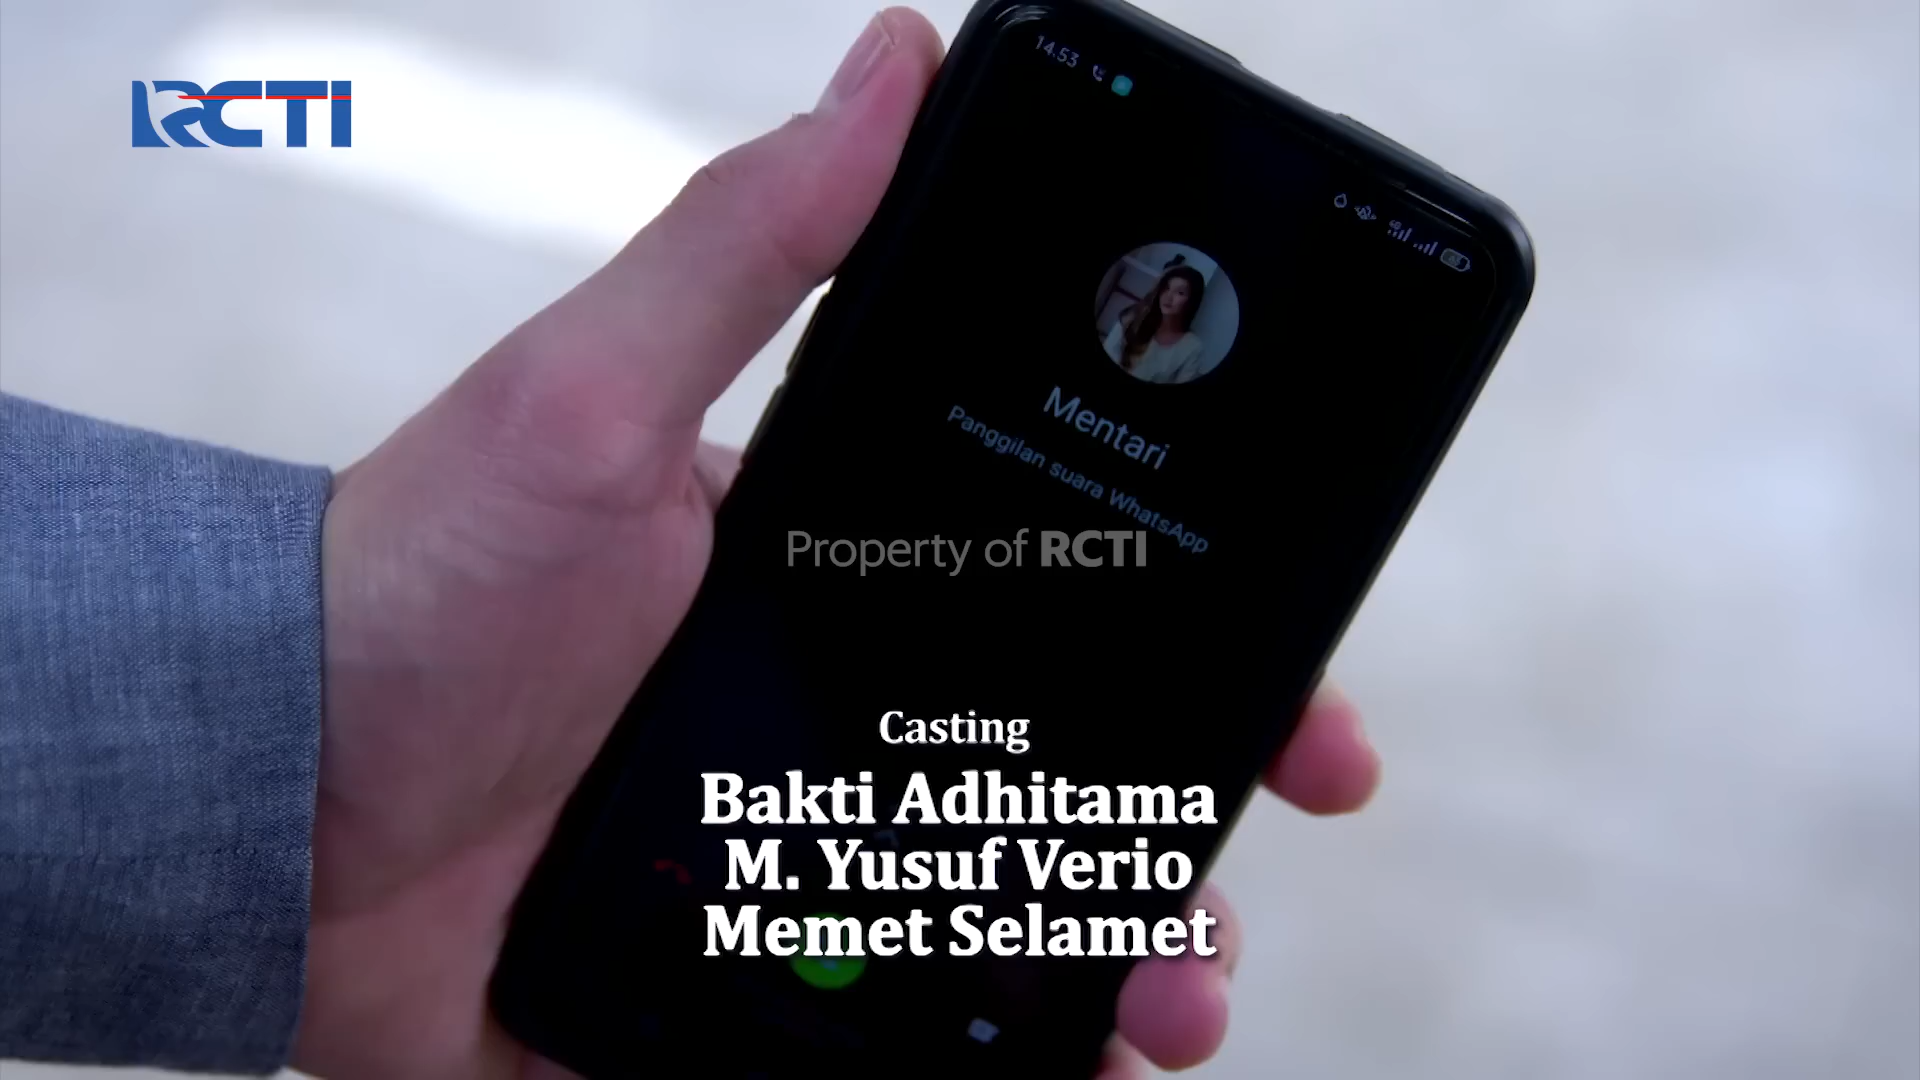 RCTI
14.53
Mentari
Panggilan suara WhatsApp
Property of RCTI
Casting
Bakti Adhitama
M. Yusuf Verio
Memet Selamet